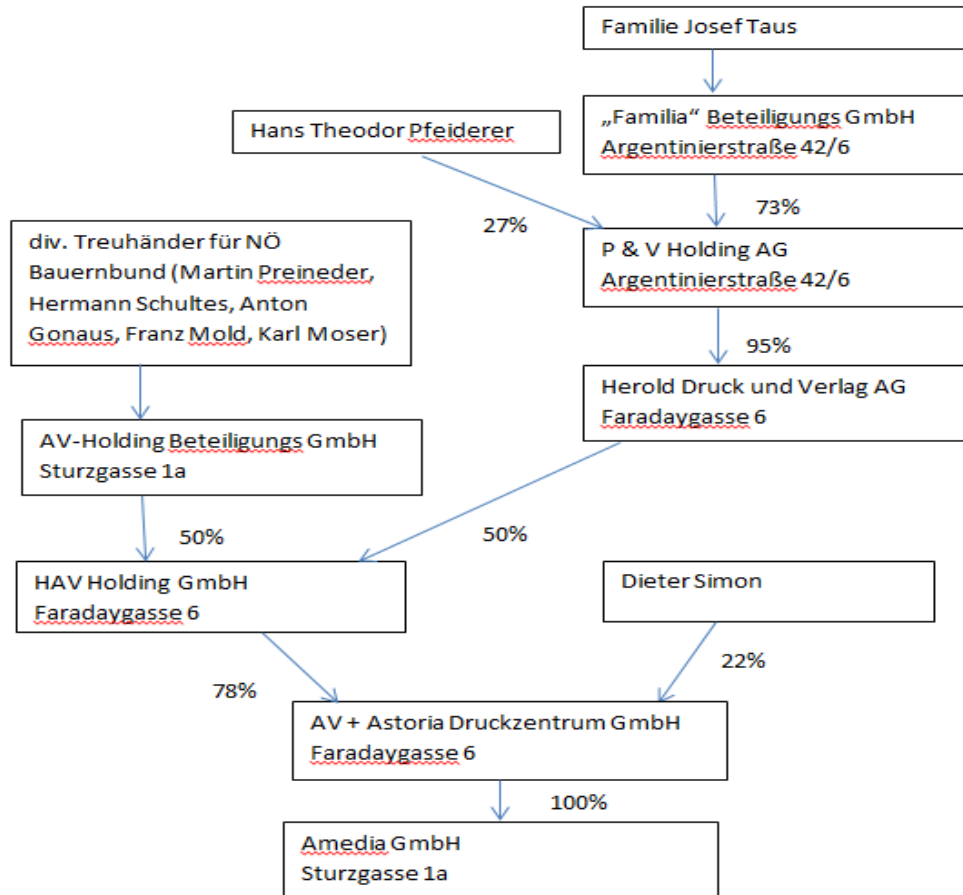 Familie Josef Taus
„Familia“ Beteiligungs GmbH
Argentinierstraße 42/6
Hans Theodor Pfeiderer
27%
73%
div. Treuhänder für NÖ
Bauernbund (Martin Preineder,
Hermann Schultes, Anton
Gonaus, Franz Mold, Karl Moser)
P & V Holding AG
Argentinierstraße 42/6
95%
Herold Druck und Verlag AG
Faradaygasse 6
AV-Holding Beteiligungs GmbH
Sturzgasse 1a
50%
50%
HAV Holding GmbH
Faradaygasse 6
Dieter Simon
78%
22%
AV + Astoria Druckzentrum GmbH
Faradaygasse 6
100%
Amedia GmbH
Sturzgasse 1a